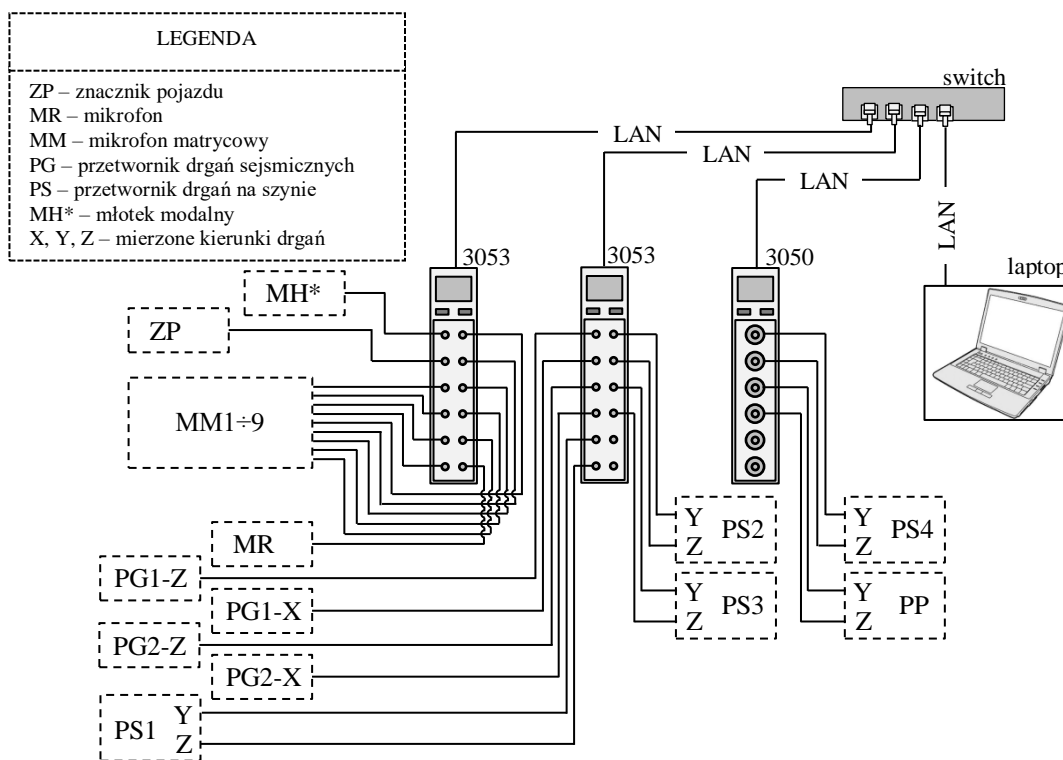 LEGENDA
ZP – znacznik pojazdu
MR – mikrofon
MM – mikrofon matrycowy
PG – przetwornik drgań sejsmicznych
PS – przetwornik drgań na szynie
MH* – młotek modalny
X, Y, Z – mierzone kierunki drgań
switch
LAN
LAN
LAN
LAN
laptop
3053
3053
3050
MH*
ZP
MM1÷9
MR
PG1-Z
PG1-X
PG2-Z
PG2-X
PS1
Y
Z
Y
Z
PS2
Y
Z
PS3
Y
Z
PS4
Y
Z
PP